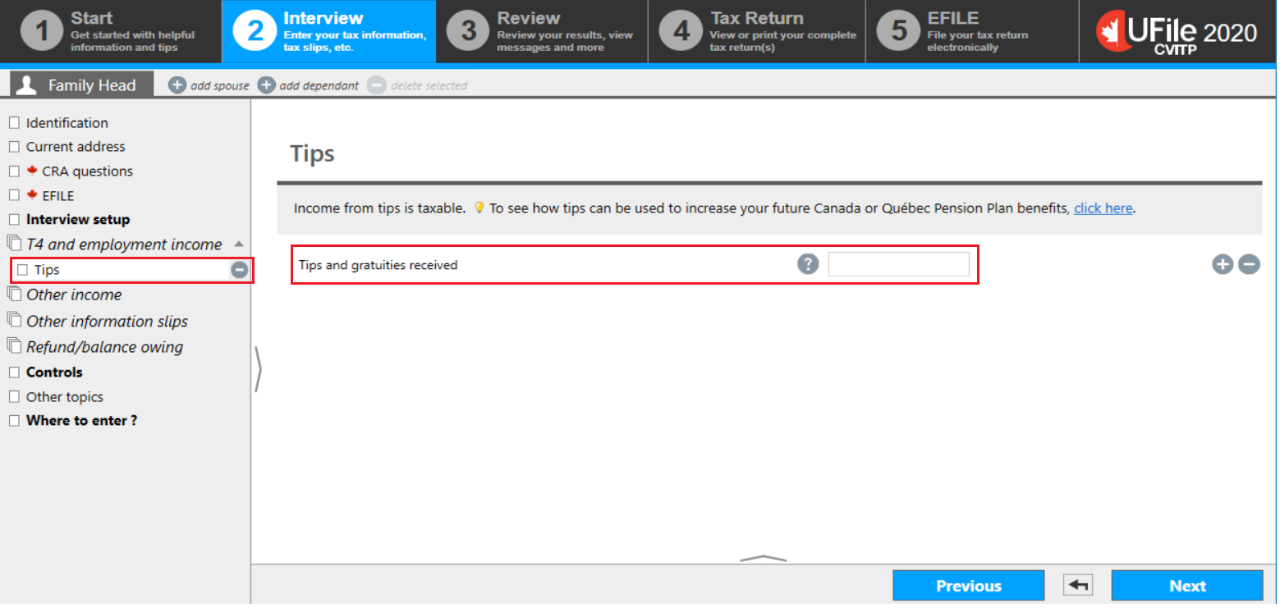 1
Start
Get started with helpful
information and tips
2
Interview
Enter your tax information,
tax slips, etc.
3
Review
Review your results, view
messages and more
4
Tax Return
View or print your complete
tax return(s)
5
EFILE
File your tax return
electronically
UFile 2020
CVITP
Family Head
add spouse
add dependant
delete selected
Identification
Current address
CRA questions
EFILE
Interview setup
T4 and employment income
Tips
Other income
Other information slips
Refund/balance owing
Controls
Other topics
Where to enter ?
Tips
Income from tips is taxable. To see how tips can be used to increase your future Canada or Québec Pension Plan benefits, click here.
Tips and gratuities received ?
Previous
Next